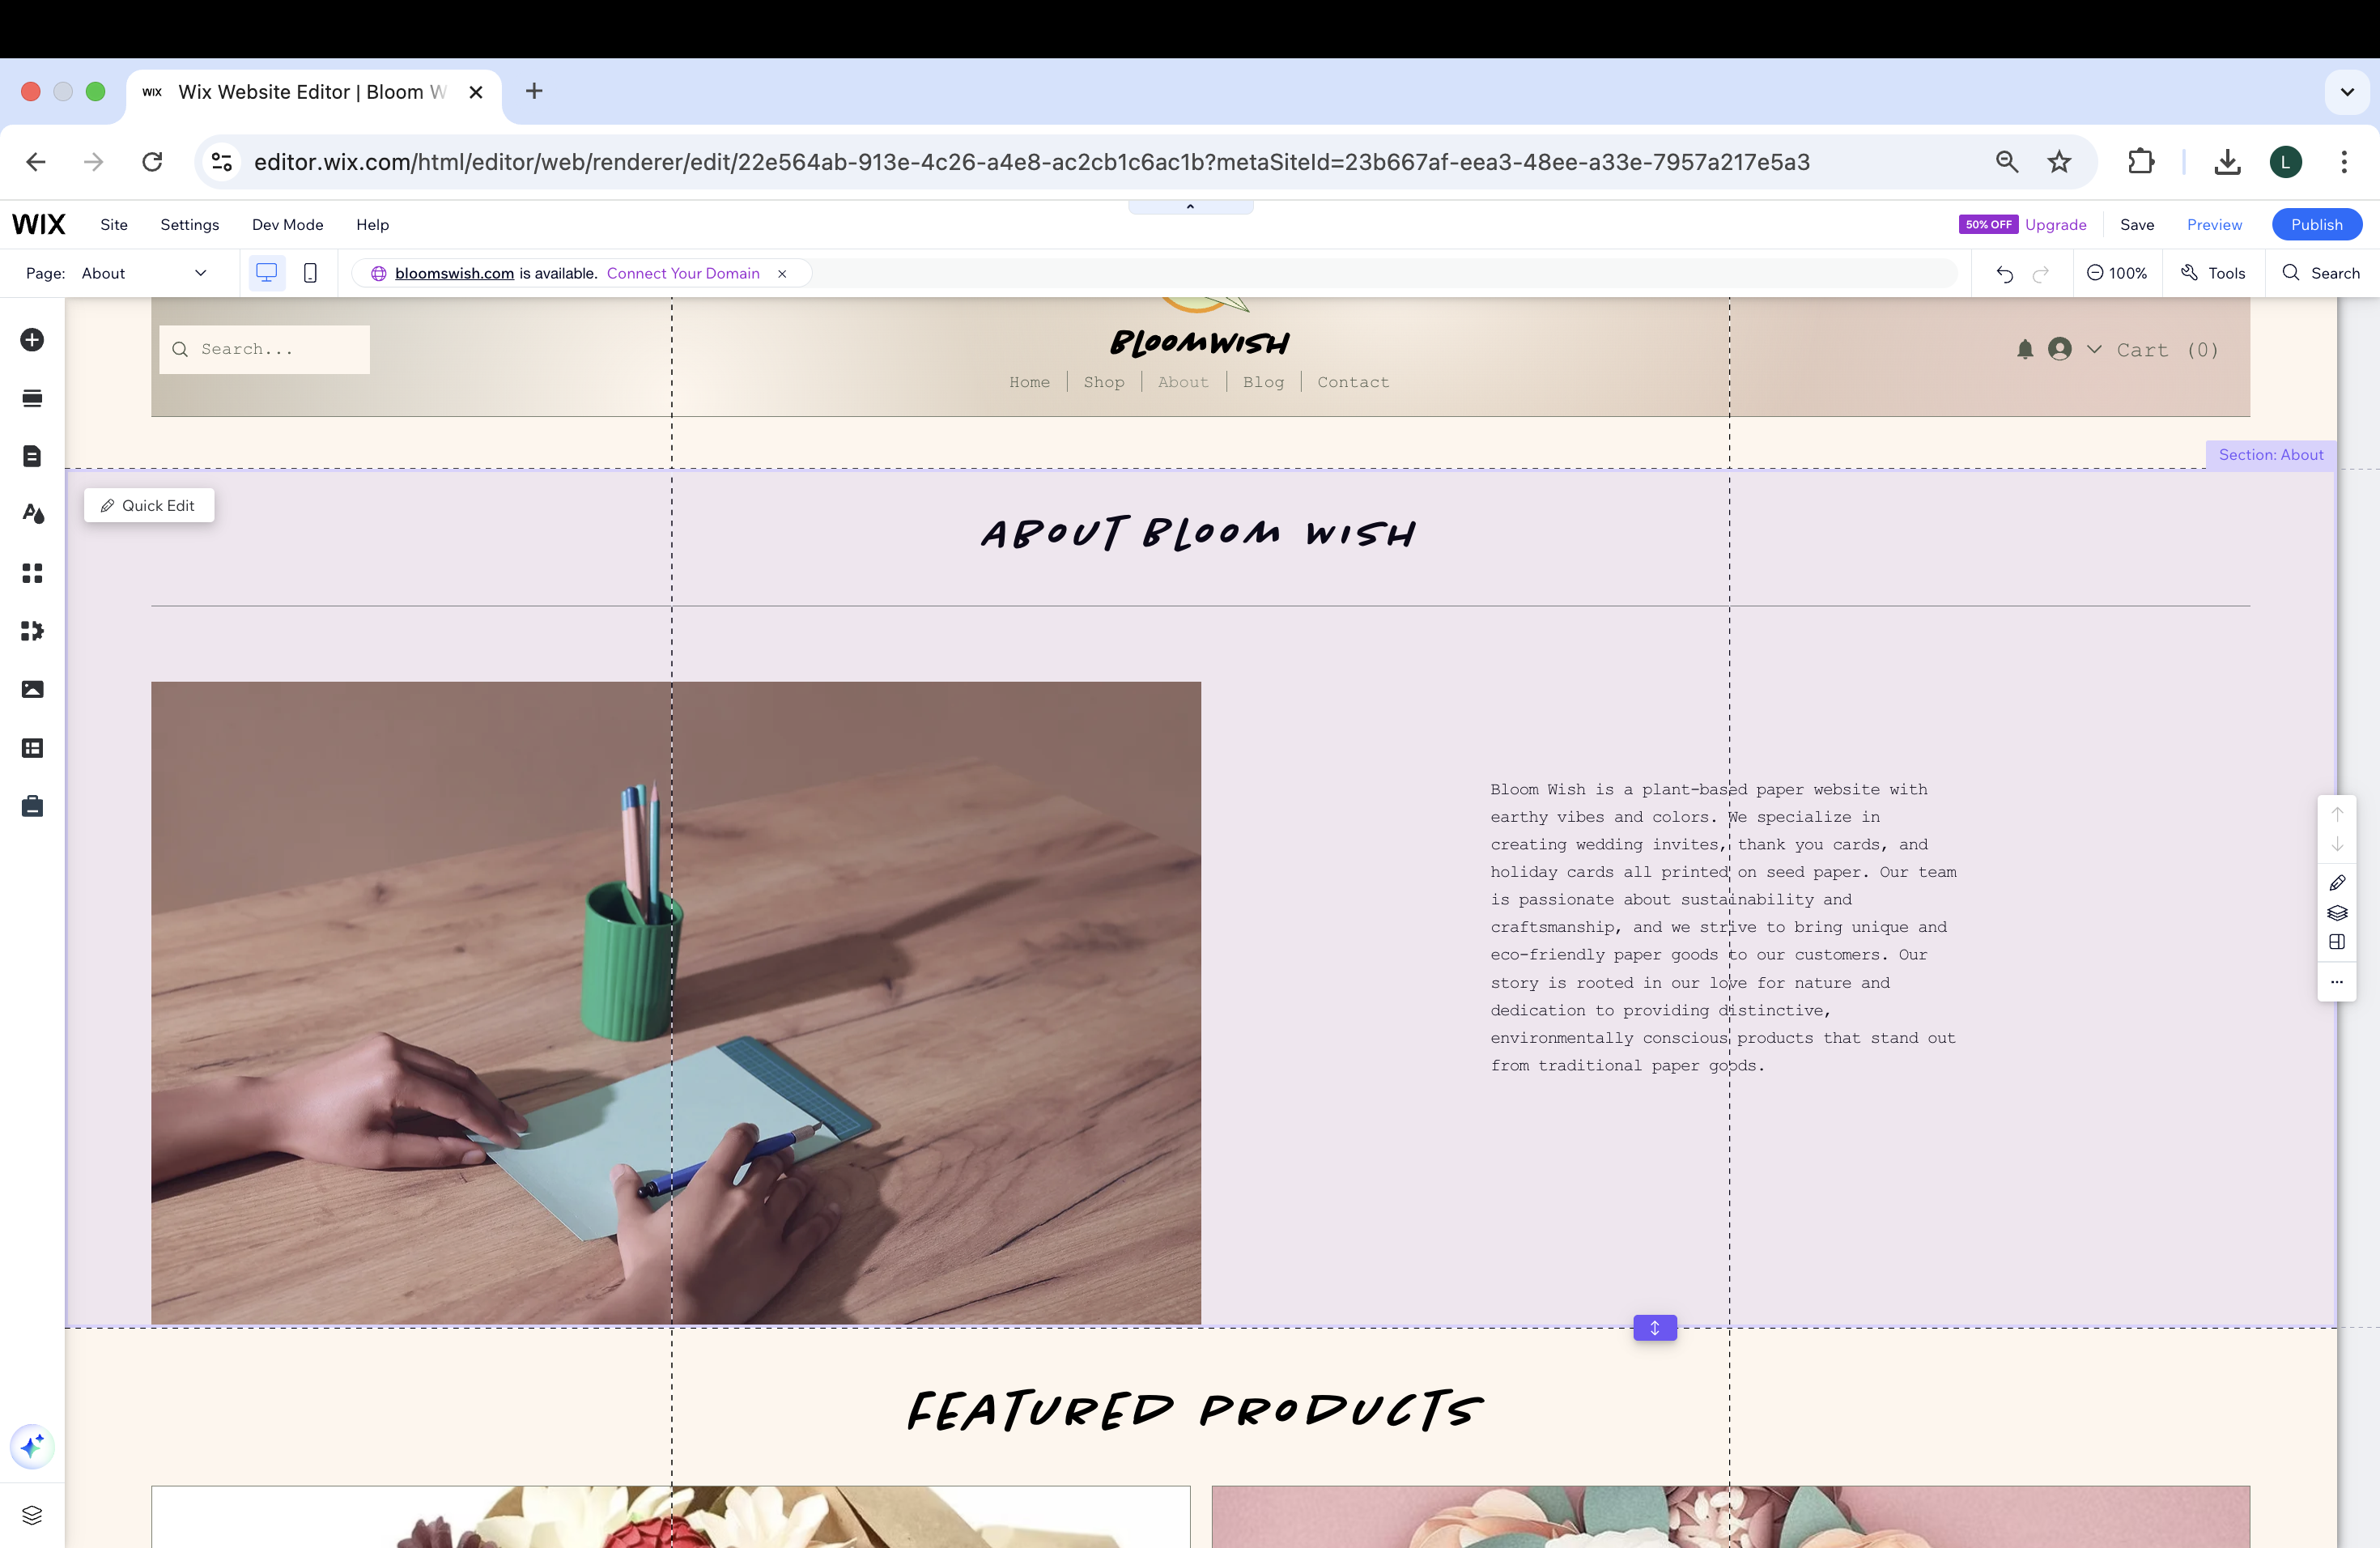 WIX Wix Website Editor | Bloom W
editor.wix.com/html/editor/web/renderer/edit/22e564ab-913e-4c26-a4e8-ac2cb1c6ac1b?metaSiteId=23b667af-eea3-48ee-a33e-7957a217e5a3 L
WIX Site Settings Dev Mode Help 50% OFF Upgrade Save Preview Publish
Page: About bloomswish.com is available. Connect Your Domain 100% Tools Search
BLOOMWISH
Search... Cart (0)
Home Shop About Blog Contact
Section: About
Quick Edit
ABOUT BLOOM WISH
Bloom Wish is a plant-based paper website with
earthy vibes and colors. We specialize in
creating wedding invites, thank you cards, and
holiday cards all printed on seed paper. Our team
is passionate about sustainability and
craftsmanship, and we strive to bring unique and
eco-friendly paper goods to our customers. Our
story is rooted in our love for nature and
dedication to providing distinctive,
environmentally conscious products that stand out
from traditional paper goods.
FEATURED PRODUCTS